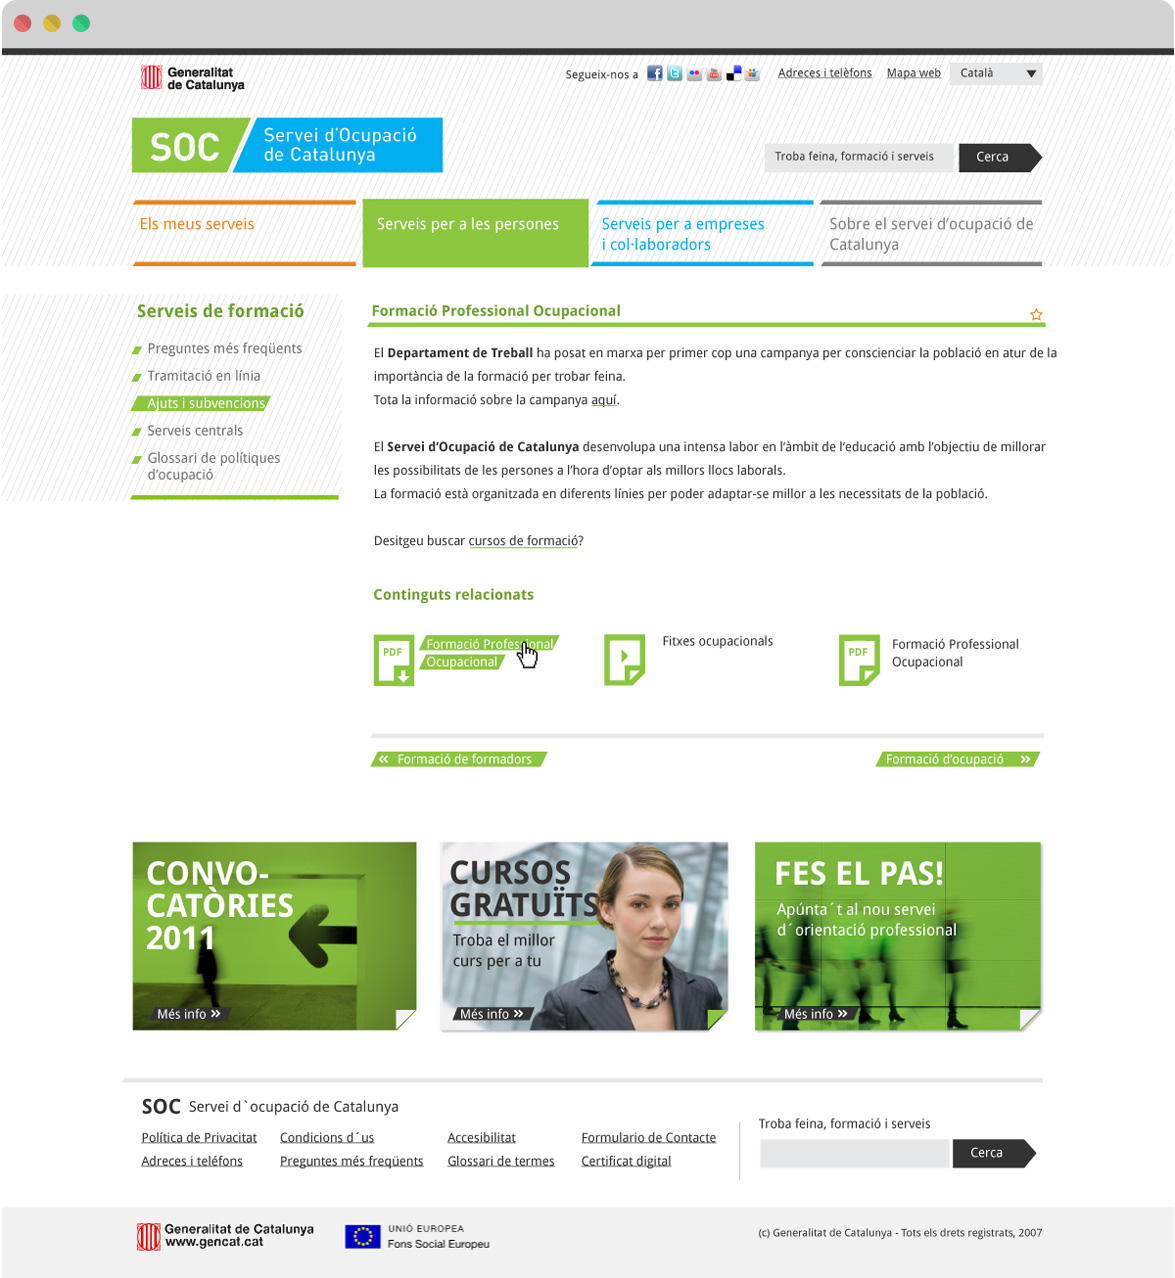 Generalitat
de Catalunya
Segueix-nos a
Adreces i telèfons
Mapa web
Català
SOC
Servei d'Ocupació
de Catalunya
Troba feina, formació i serveis
Cerca
Els meus serveis
Serveis per a les persones
Serveis per a empreses
i col·laboradors
Sobre el servei d'ocupació de
Catalunya
Serveis de formació
Preguntes més freqüents
Tramitació en línia
Ajuts i subvencions
Serveis centrals
Glossari de polítiques
d'ocupació
Formació Professional Ocupacional
El Departament de Treball ha posat en marxa per primer cop una campanya per conscienciar la població en atur de la
importància de la formació per trobar feina.
Tota la informació sobre la campanya aquí.
El Servei d'Ocupació de Catalunya desenvolupa una intensa labor en l'àmbit de l'educació amb l'objectiu de millorar
les possibilitats de les persones a l'hora d'optar als millors llocs laborals.
La formació està organitzada en diferents línies per poder adaptar-se millor a les necessitats de la població.
Desitgeu buscar cursos de formació?
Continguts relacionats
PDF
Formació Professional
Ocupacional
Fitxes ocupacionals
PDF
Formació Professional
Ocupacional
« Formació de formadors
Formació d'ocupació »
CONVO-
CATÒRIES
2011
Més info »
CURSOS
GRATUÏTS
Troba el millor
curs per a tu
Més info »
FES EL PAS!
Apúnta´t al nou servei
d´orientació professional
Més info »
SOC Servei d`ocupació de Catalunya
Política de Privacitat
Condicions d´us
Accesibilitat
Formulario de Contacte
Adreces i teléfons
Preguntes més freqüents
Glossari de termes
Certificat digital
Troba feina, formació i serveis
Cerca
Generalitat de Catalunya
www.gencat.cat
UNIÓ EUROPEA
Fons Social Europeu
(c) Generalitat de Catalunya - Tots els drets registrats, 2007